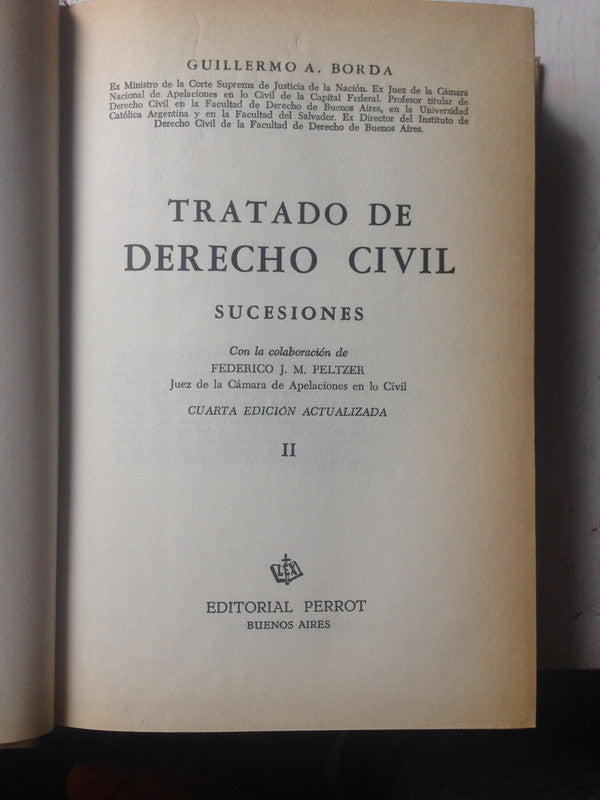 GUILLERMO A. BORDA
Ex Ministro de la Corte Suprema de Justicia de la Nación. Ex Juez de la Cámara
Nacional de Apelaciones en lo Civil de la Capital Federal. Profesor titular de
Derecho Civil en la Facultad de Derecho de Buenos Aires, en la Universidad
Católica Argentina y en la Facultad del Salvador. Ex Director del Instituto de
Derecho Civil de la Facultad de Derecho de Buenos Aires.
TRATADO DE
DERECHO CIVIL
SUCESIONES
Con la colaboración de
FEDERICO J. M. PELTZER
Juez de la Cámara de Apelaciones en lo Civil
CUARTA EDICIÓN ACTUALIZADA
II
LEX
EDITORIAL PERROT
BUENOS AIRES